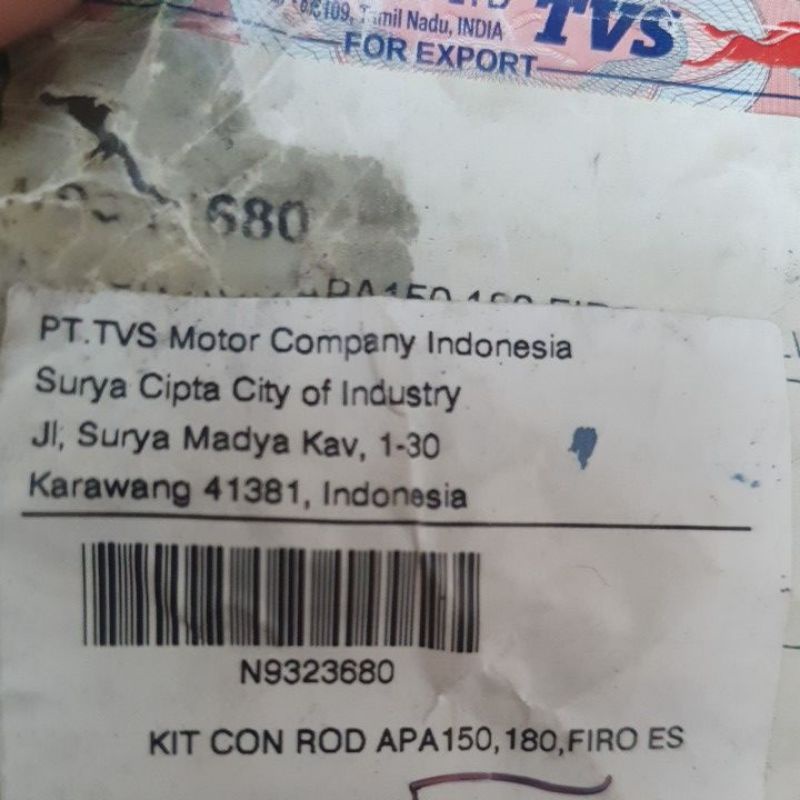 Tamil Nadu, INDIA
TVS
FOR EXPORT
680
PT.TVS Motor Company Indonesia
Surya Cipta City of Industry
Jl, Surya Madya Kav, 1-30
Karawang 41381, Indonesia
N9323680
KIT CON ROD APA150,180,FIRO ES